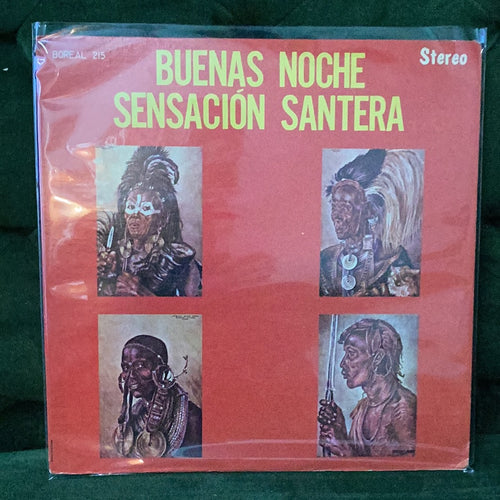 BOREAL 215
Stereo
BUENAS NOCHE
SENSACIÓN SANTERA